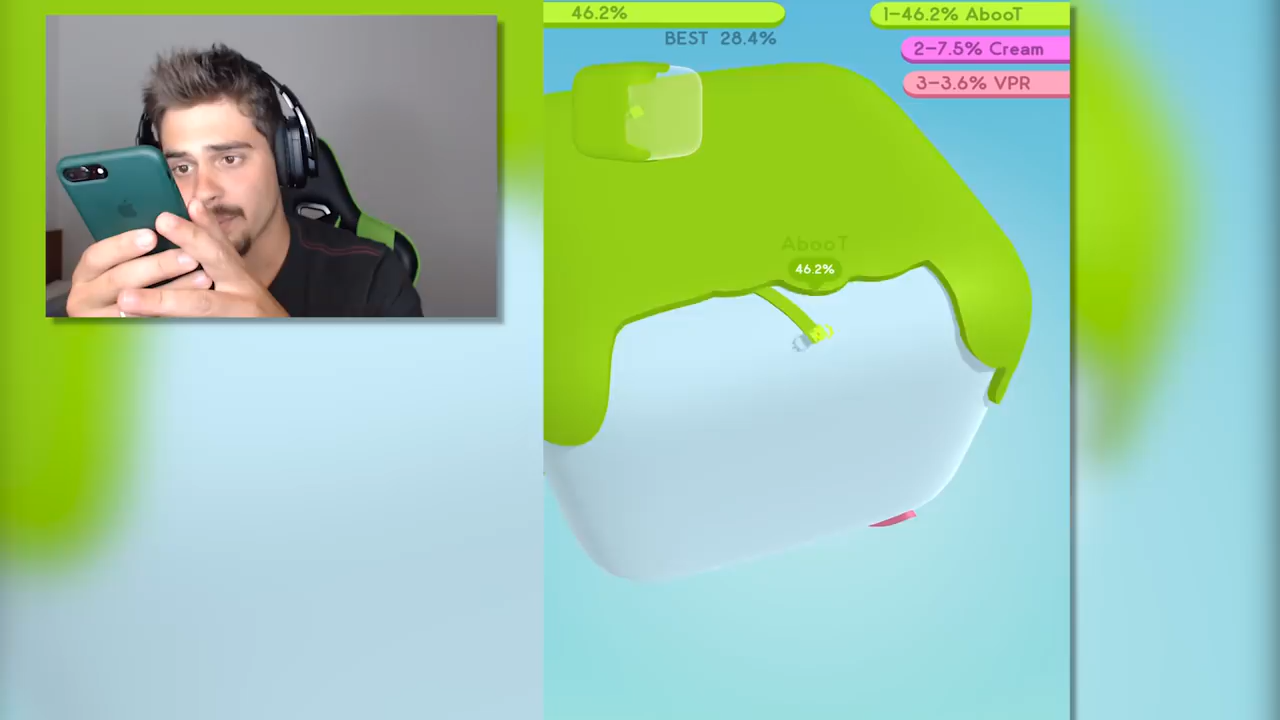 46.2%
BEST 28.4%
1-46.2% AbooT
2-7.5% Cream
3-3.6% VPR
AbooT
46.2%